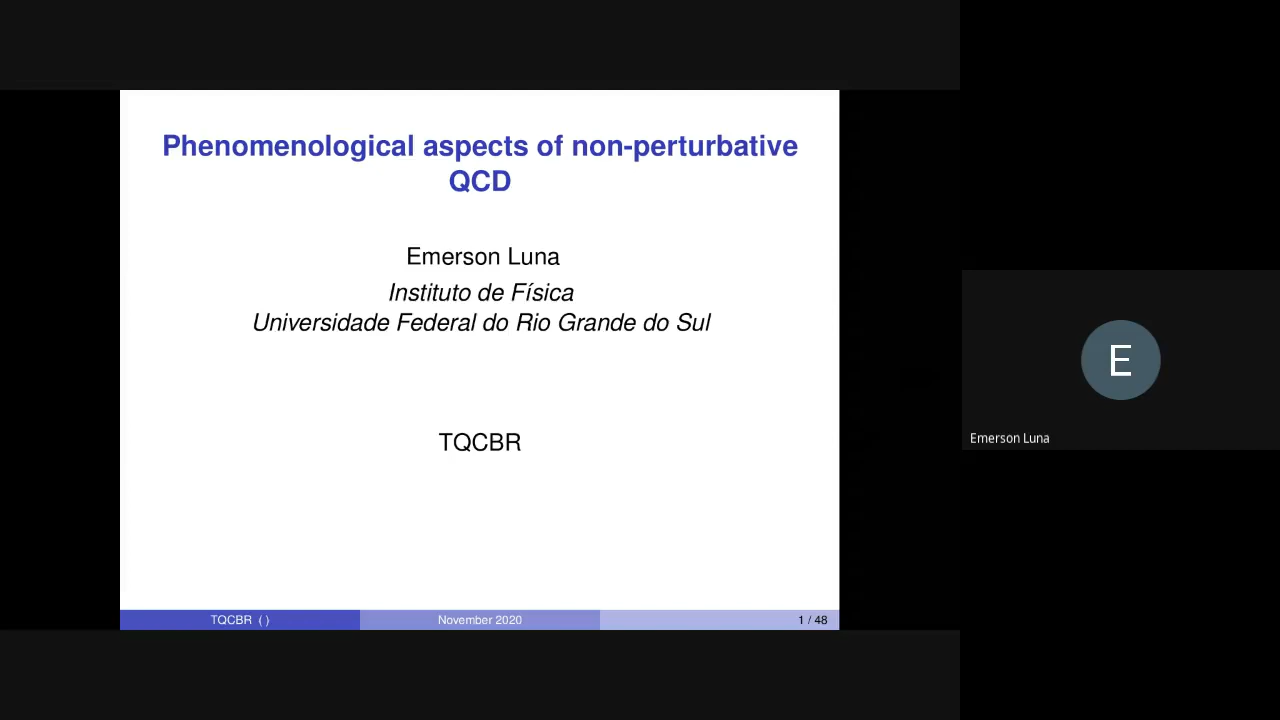 Phenomenological aspects of non-perturbative
QCD
Emerson Luna
Instituto de Física
Universidade Federal do Rio Grande do Sul
TQCBR
TQCBR ( )
November 2020
1 / 48
E
Emerson Luna